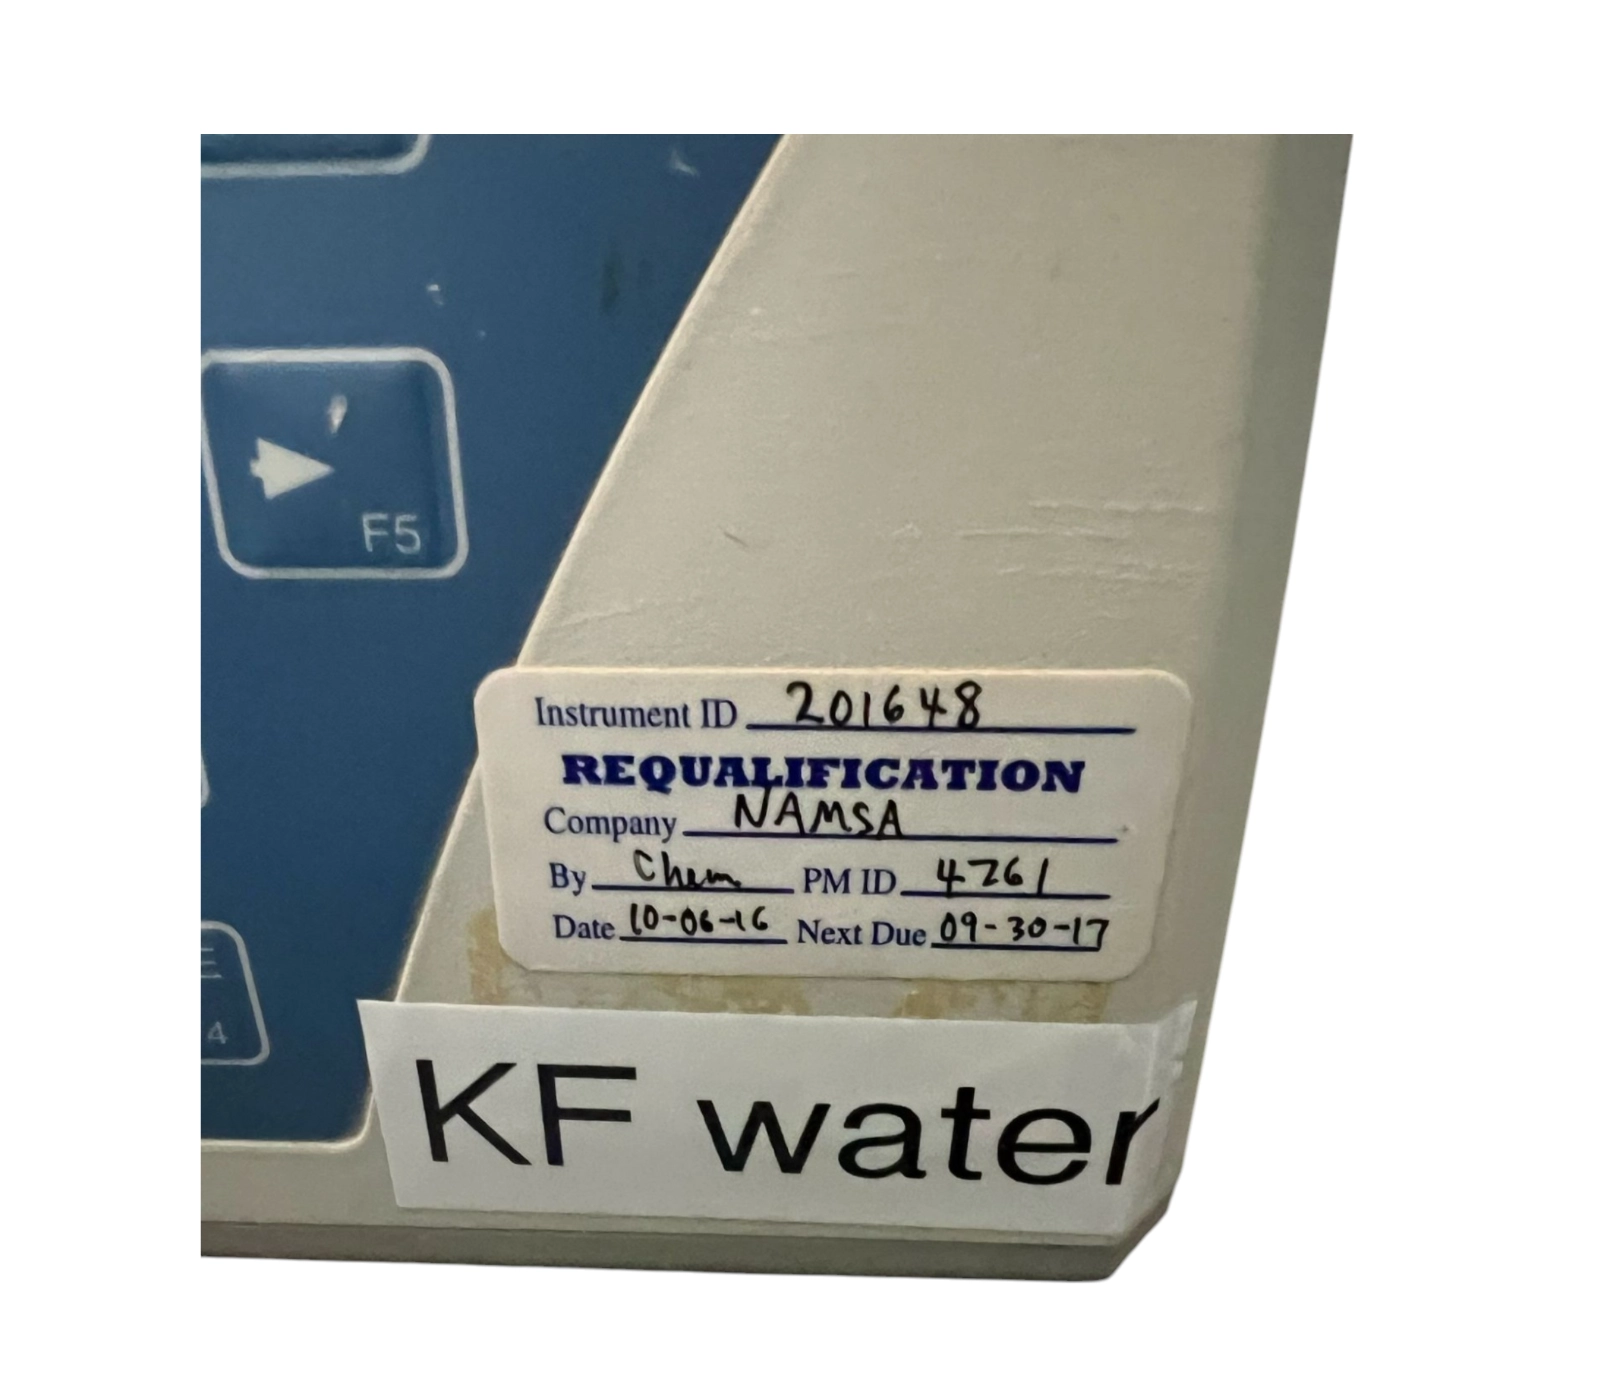 F5
4
Instrument ID 201648
REQUALIFICATION
Company NAMSA
By Chem PM ID 4261
Date 10-06-16 Next Due 09-30-17
KF water